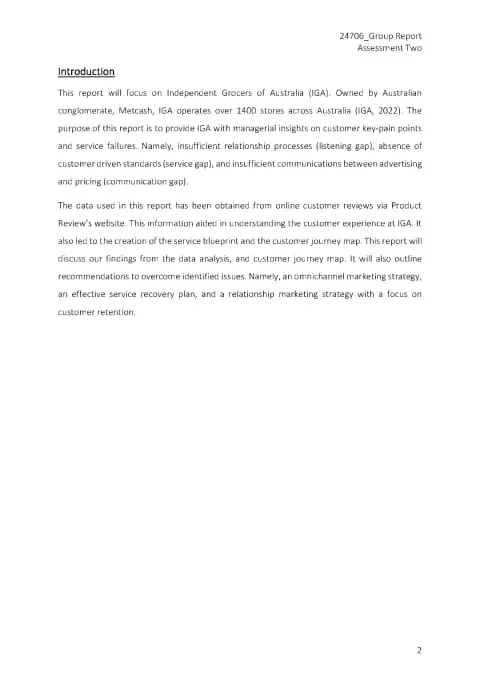 24706_Group Report
Assessment Two
Introduction
This report will focus on Independent Grocers of Australia (IGA). Owned by Australian
conglomerate, Metcash, IGA operates over 1400 stores across Australia (IGA, 2022). The
purpose of this report is to provide IGA with managerial insights on customer key-pain points
and service failures. Namely, insufficient relationship processes (listening gap), absence of
customer driven standards (service gap), and insufficient communications between advertising
and pricing (communication gap).
The data used in this report has been obtained from online customer reviews via Product
Review's website. This information aided in understanding the customer experience at IGA. It
also led to the creation of the service blueprint and the customer journey map. This report will
discuss our findings from the data analysis, and customer journey map. It will also outline
recommendations to overcome identified issues. Namely, an omnichannel marketing strategy,
an effective service recovery plan, and a relationship marketing strategy with a focus on
customer retention.
2